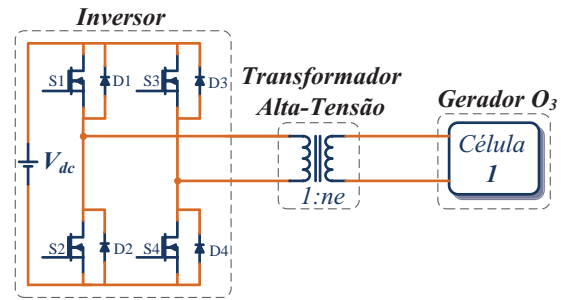 Inversor
S1
D1
S3
D3
Transformador
Alta-Tensão
Gerador O₃
Vdc
Célula
1
1:ne
S2
D2
S4
D4